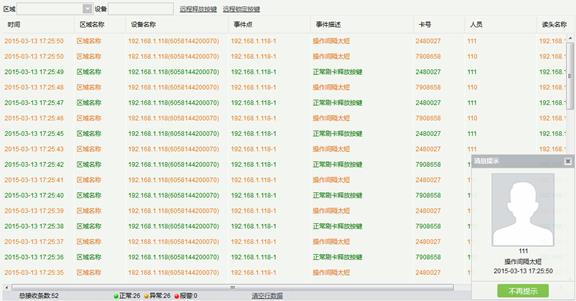 区域 设备 远程释放按键 远程锁定按键
时间 区域名称 设备名称 事件点 事件描述 卡号 人员 读头名称
2015-03-13 17:25:50 区域名称 192.168.1.118(6058144200070) 192.168.1.118-1 操作间隔太短 2480027 111 192.168.
2015-03-13 17:25:50 区域名称 192.168.1.118(6058144200070) 192.168.1.118-1 操作间隔太短 7908658 110 192.168.
2015-03-13 17:25:49 区域名称 192.168.1.118(6058144200070) 192.168.1.118-1 正常刷卡释放按键 2480027 111 192.168.
2015-03-13 17:25:48 区域名称 192.168.1.118(6058144200070) 192.168.1.118-1 操作间隔太短 7908658 110 192.168.
2015-03-13 17:25:47 区域名称 192.168.1.118(6058144200070) 192.168.1.118-1 正常刷卡释放按键 2480027 111 192.168.
2015-03-13 17:25:46 区域名称 192.168.1.118(6058144200070) 192.168.1.118-1 操作间隔太短 7908658 110 192.168.
2015-03-13 17:25:45 区域名称 192.168.1.118(6058144200070) 192.168.1.118-1 正常刷卡释放按键 2480027 111 192.168.
2015-03-13 17:25:43 区域名称 192.168.1.118(6058144200070) 192.168.1.118-1 操作间隔太短 2480027 111 192.168.
2015-03-13 17:25:42 区域名称 192.168.1.118(6058144200070) 192.168.1.118-1 正常刷卡释放按键 7908658
2015-03-13 17:25:41 区域名称 192.168.1.118(6058144200070) 192.168.1.118-1 操作间隔太短 7908658
2015-03-13 17:25:40 区域名称 192.168.1.118(6058144200070) 192.168.1.118-1 正常刷卡释放按键 7908658
2015-03-13 17:25:39 区域名称 192.168.1.118(6058144200070) 192.168.1.118-1 操作间隔太短 7908658
2015-03-13 17:25:38 区域名称 192.168.1.118(6058144200070) 192.168.1.118-1 正常刷卡释放按键 7908658
2015-03-13 17:25:37 区域名称 192.168.1.118(6058144200070) 192.168.1.118-1 操作间隔太短 7908658
2015-03-13 17:25:36 区域名称 192.168.1.118(6058144200070) 192.168.1.118-1 正常刷卡释放按键 7908658
2015-03-13 17:25:35 区域名称 192.168.1.118(6058144200070) 192.168.1.118-1 操作间隔太短 7908658
消息提示
111
操作间隔太短
2015-03-13 17:25:50
不再提示
总接收条数:52 正常:26 异常:26 报警:0 清空行数据